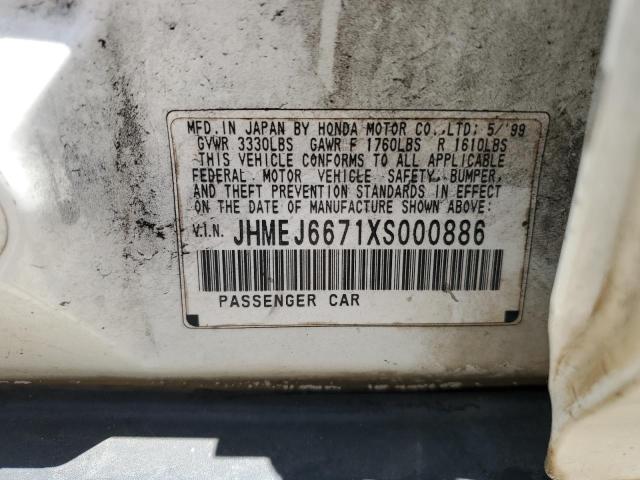 MFD.IN JAPAN BY HONDA MOTOR CO.,LTD: 5/'99
GVWR 3330LBS GAWR F 1760LBS R 1610LBS
THIS VEHICLE CONFORMS TO ALL APPLICABLE
FEDERAL MOTOR VEHICLE SAFETY, BUMPER,
AND THEFT PREVENTION STANDARDS IN EFFECT
ON THE DATE OF MANUFACTURE SHOWN ABOVE:
V.I.N. JHMEJ6671XS000886
PASSENGER CAR